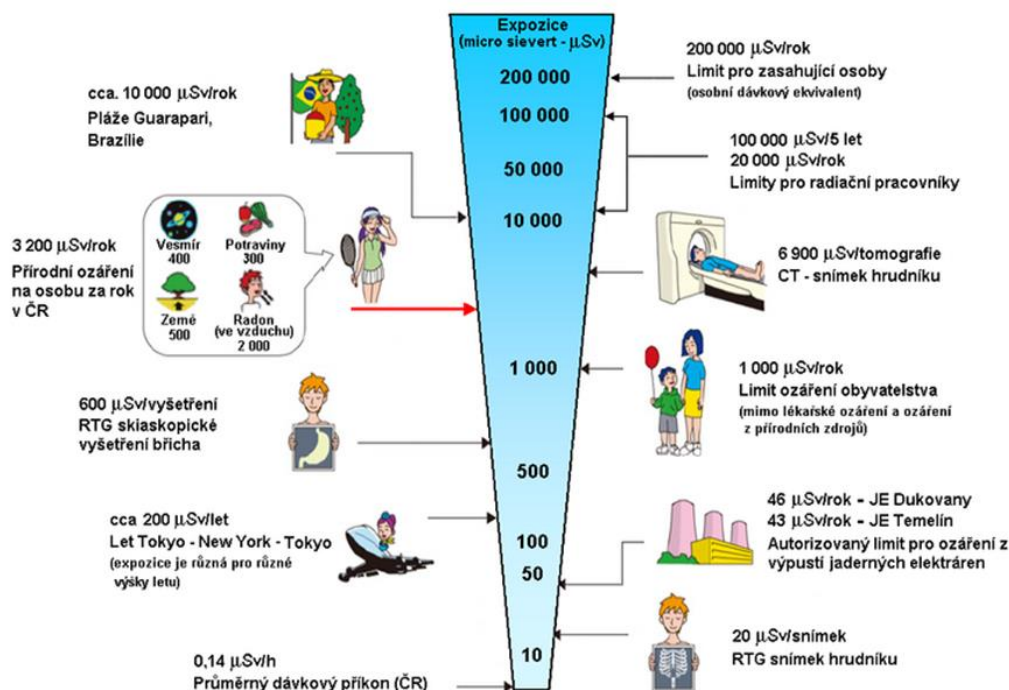 Expozice
(micro sievert - μSv)
200 000
100 000
50 000
10 000
1 000
500
100
50
10
cca. 10 000 μSv/rok
Pláže Guarapari,
Brazílie
3 200 μSv/rok
Přírodní ozáření
na osobu za rok
v ČR
Vesmír
400
Potraviny
300
Země
500
Radon
(ve vzduchu)
2 000
600 μSv/vyšetření
RTG skiaskopické
vyšetření břicha
cca 200 μSv/let
Let Tokyo - New York - Tokyo
(expozice je různá pro různé
výšky letu)
0,14 μSv/h
Průměrný dávkový příkon (ČR)
200 000 μSv/rok
Limit pro zasahující osoby
(osobní dávkový ekvivalent)
100 000 μSv/5 let
20 000 μSv/rok
Limity pro radiační pracovníky
6 900 μSv/tomografie
CT - snímek hrudníku
1 000 μSv/rok
Limit ozáření obyvatelstva
(mimo lékařské ozáření a ozáření
z přírodních zdrojů)
46 μSv/rok - JE Dukovany
43 μSv/rok - JE Temelín
Autorizovaný limit pro ozáření z
výpustí jaderných elektráren
20 μSv/snímek
RTG snímek hrudníku